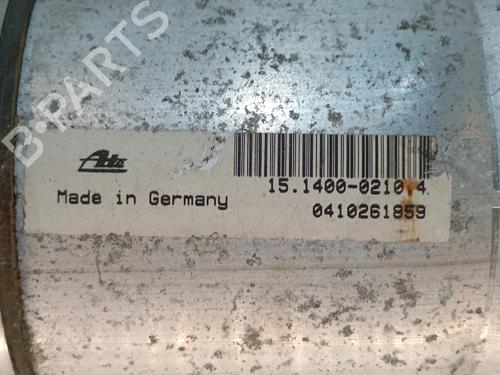 B-PARTS
Ate
15.1400-0210.4
Made in Germany
0410261859